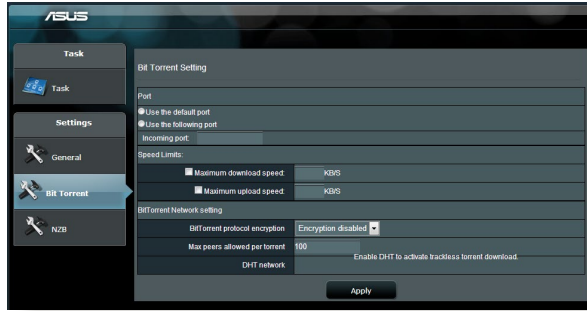 ASUS
Task
Task
Settings
General
Bit Torrent
NZB
Bit Torrent Setting
Port
Use the default port
Use the following port
Incoming port:
Speed Limits:
Maximum download speed: KB/S
Maximum upload speed: KB/S
BitTorrent Network setting
BitTorrent protocol encryption Encryption disabled
Max peers allowed per torrent 100
DHT network Enable DHT to activate trackless torrent download.
Apply